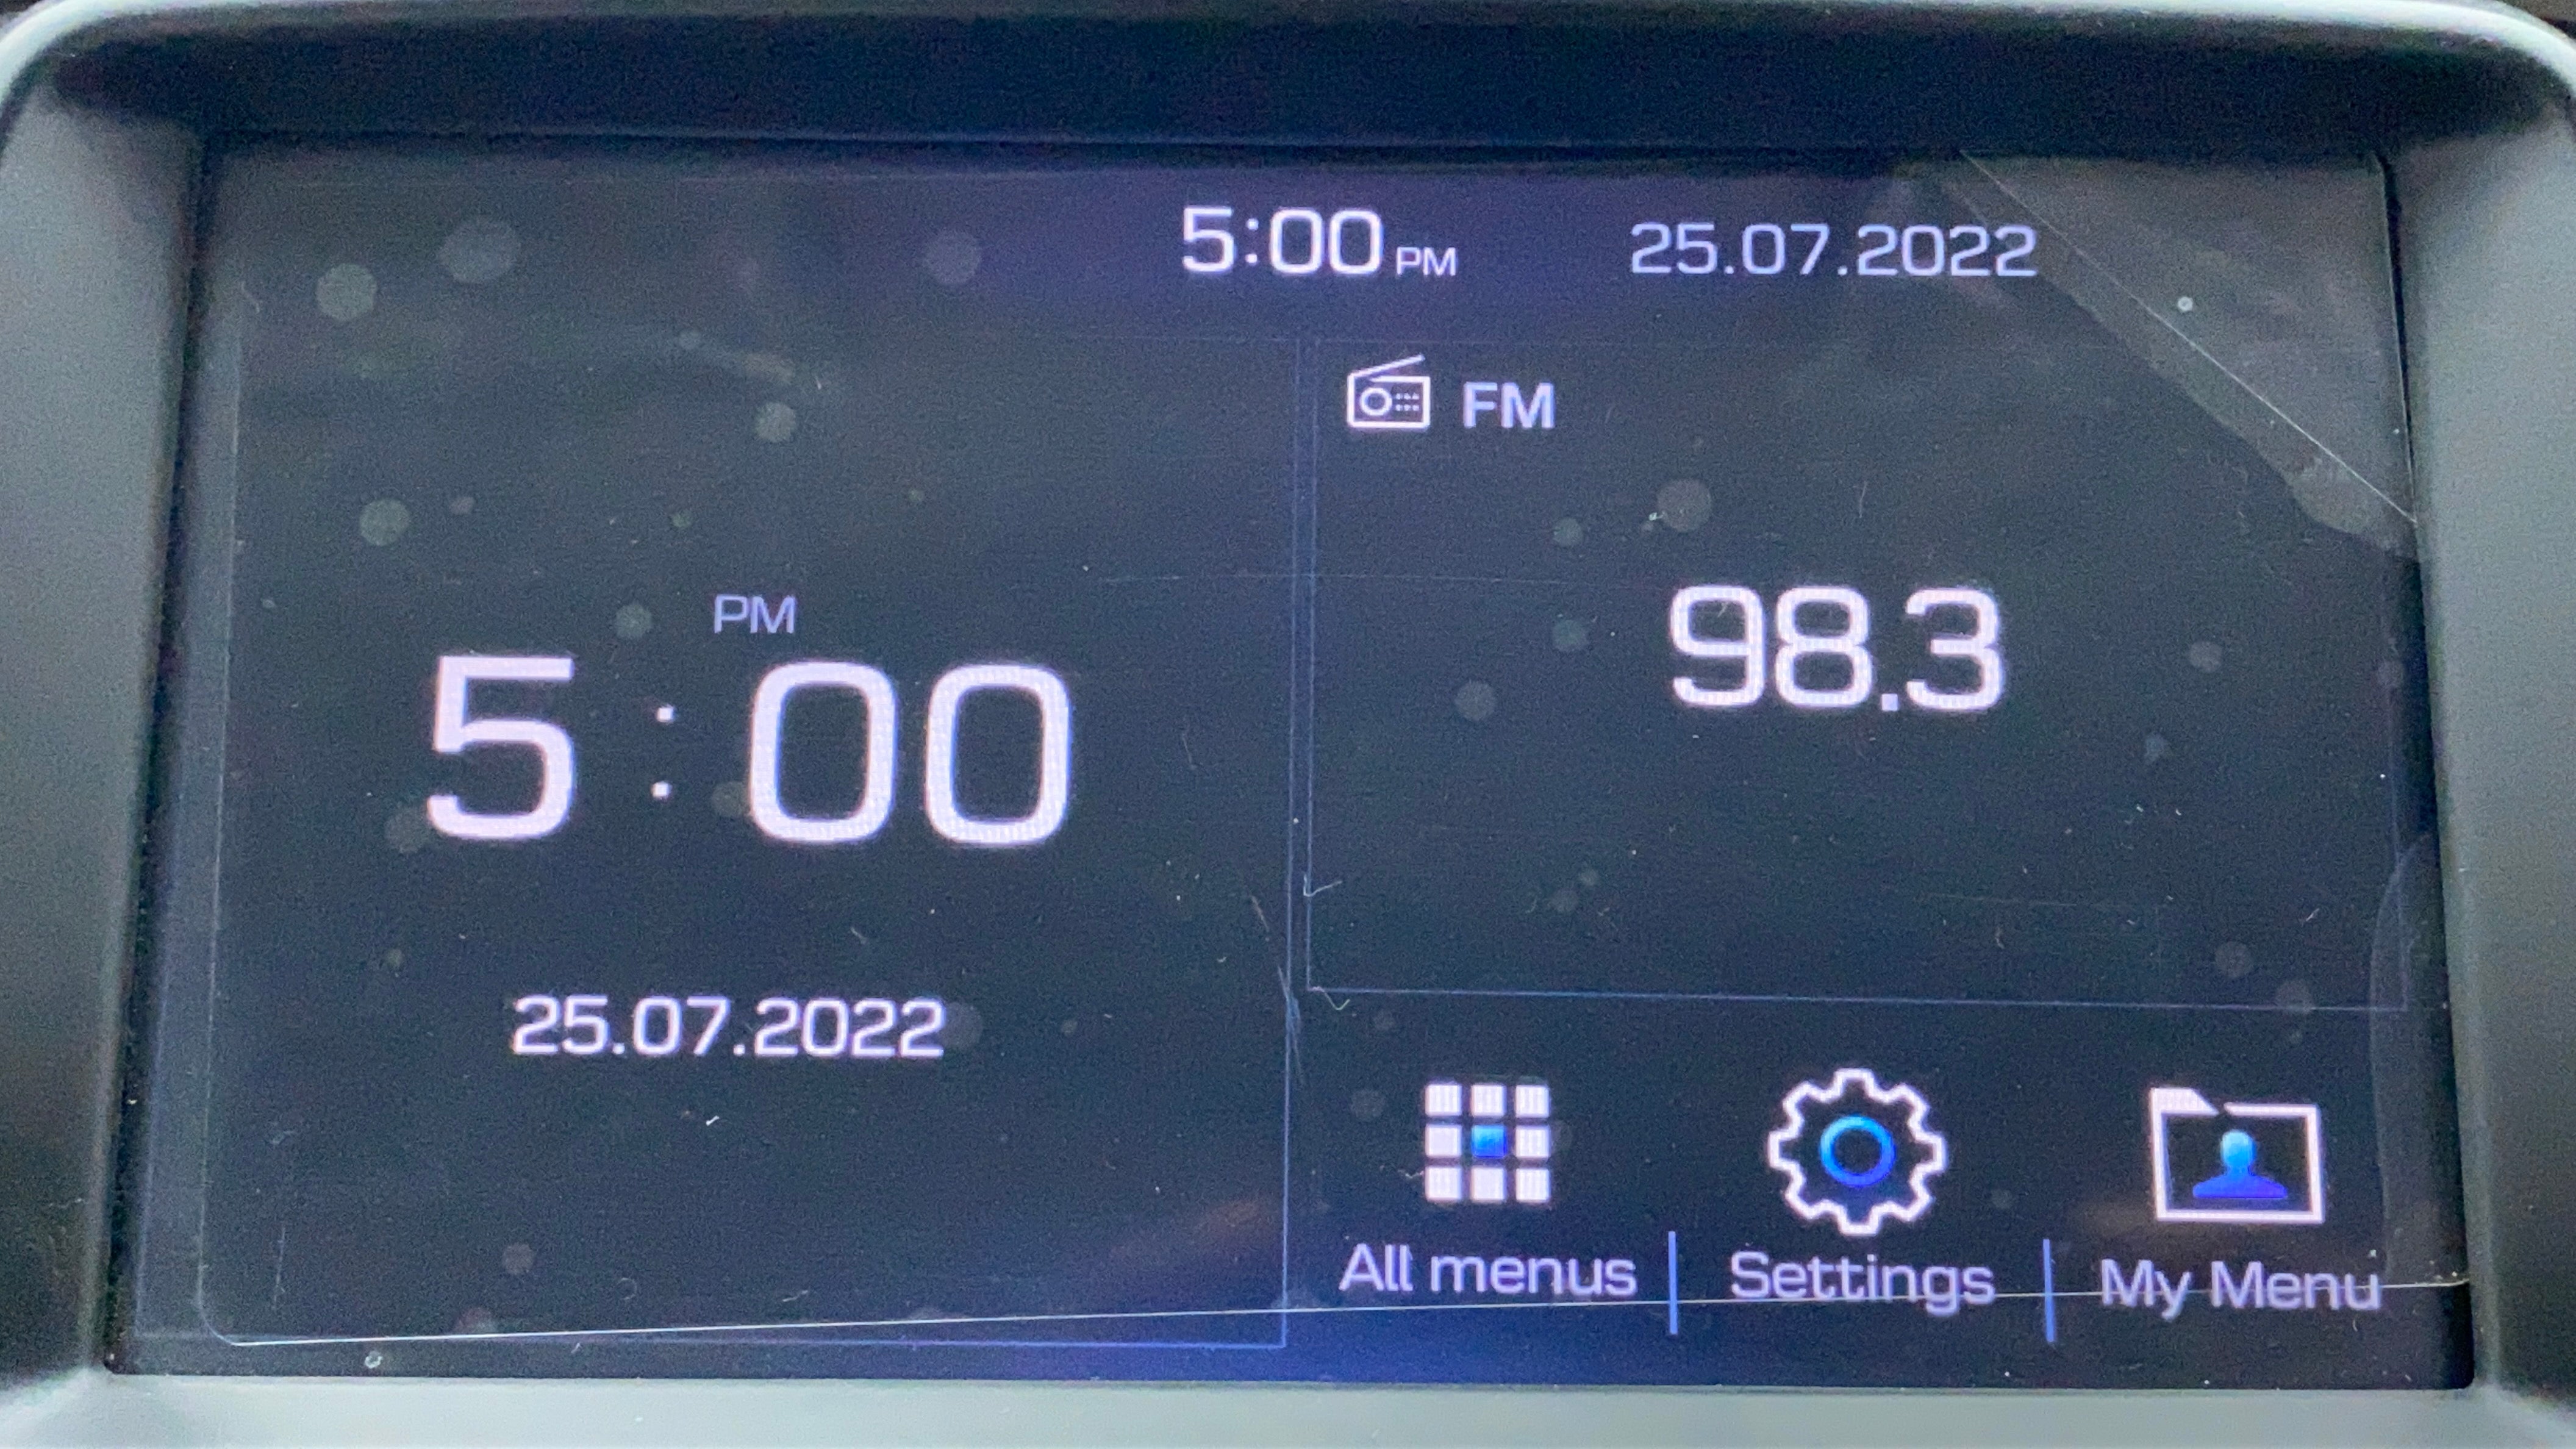 5:00 PM 25.07.2022
FM
98.3
PM
5:00
25.07.2022
All menus
Settings
My Menu